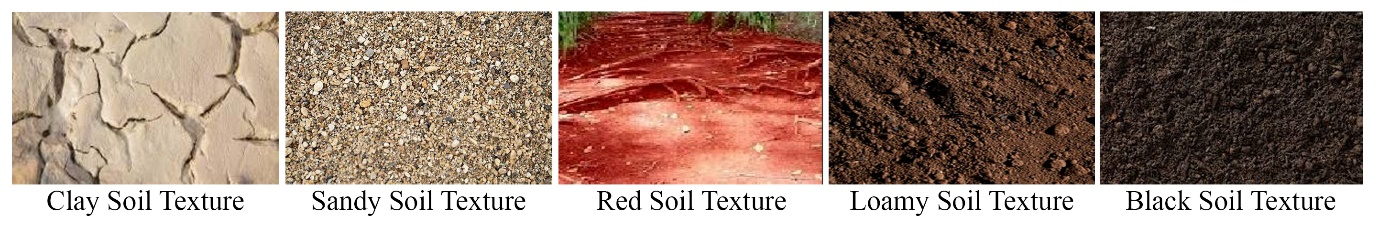 Clay Soil Texture
Sandy Soil Texture
Red Soil Texture
Loamy Soil Texture
Black Soil Texture